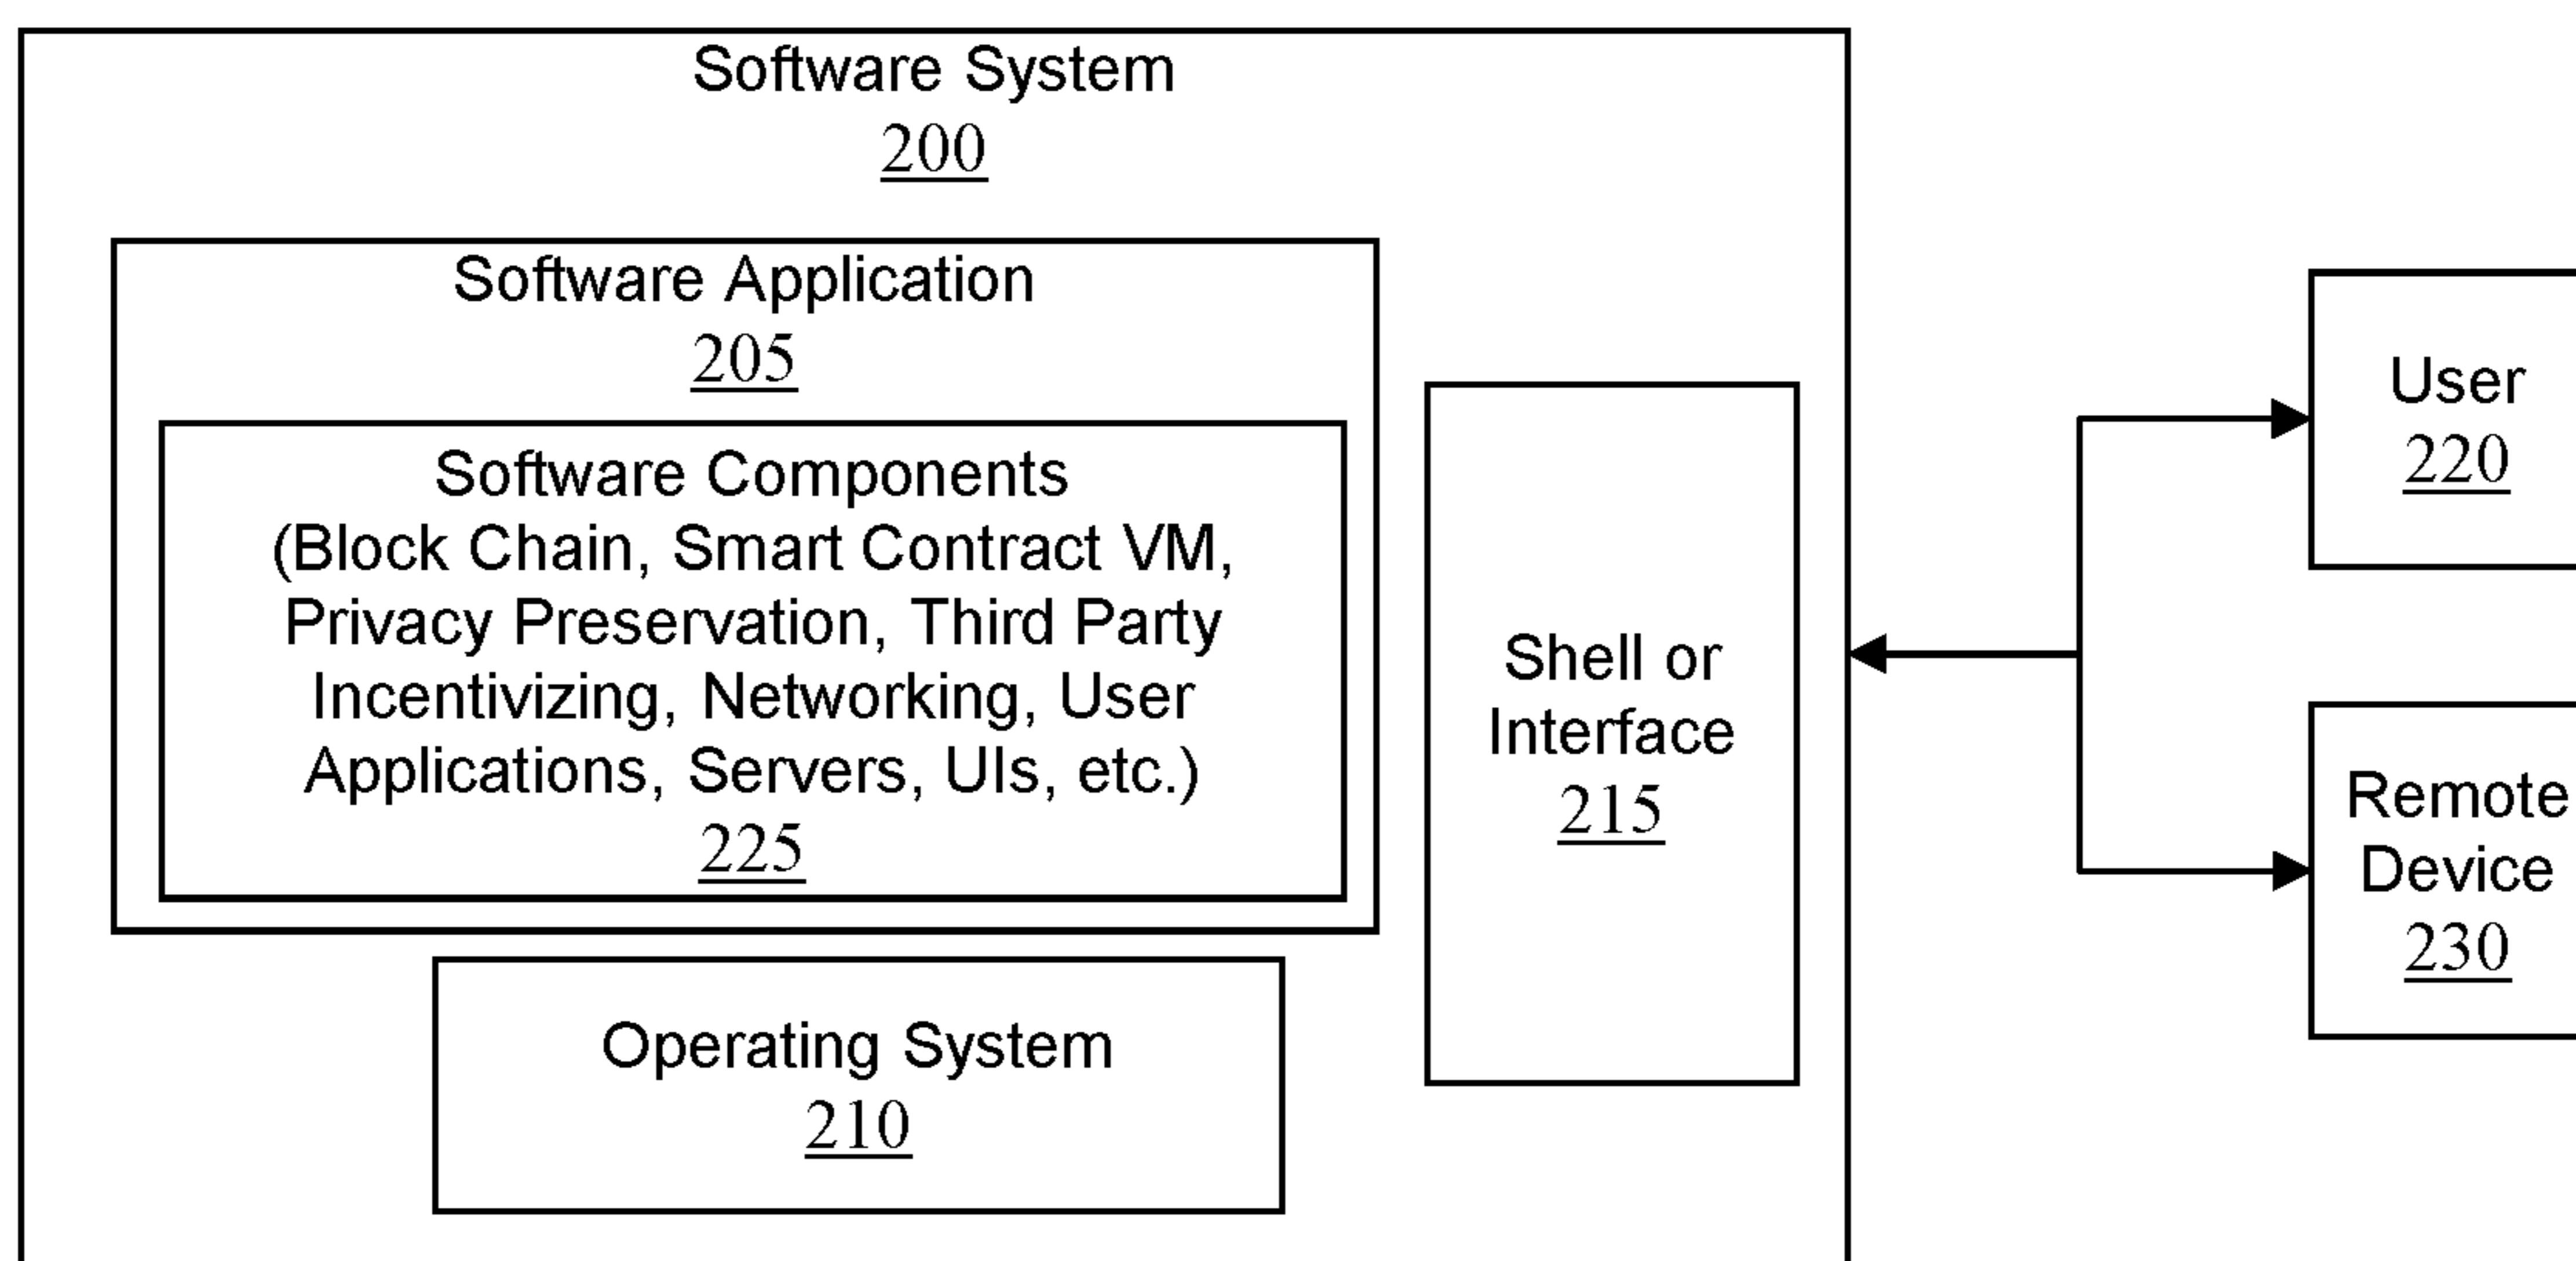 Software System
200
Software Application
205
Software Components
(Block Chain, Smart Contract VM,
Privacy Preservation, Third Party
Incentivizing, Networking, User
Applications, Servers, UIs, etc.)
225
Operating System
210
Shell or
Interface
215
User
220
Remote
Device
230